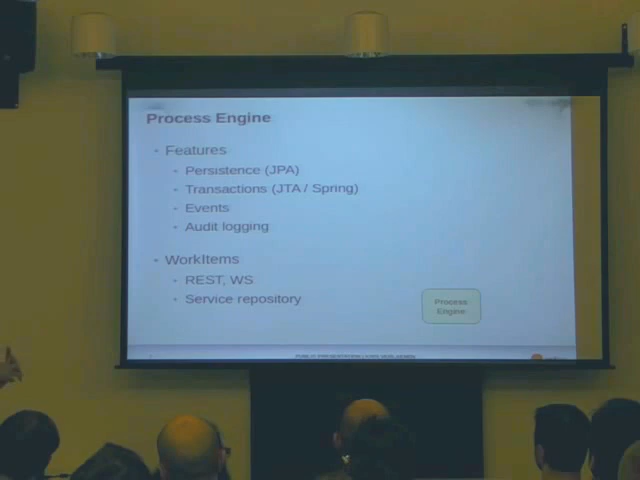 Process Engine
• Features
• Persistence (JPA)
• Transactions (JTA / Spring)
• Events
• Audit logging
• WorkItems
• REST, WS
• Service repository
Process
Engine